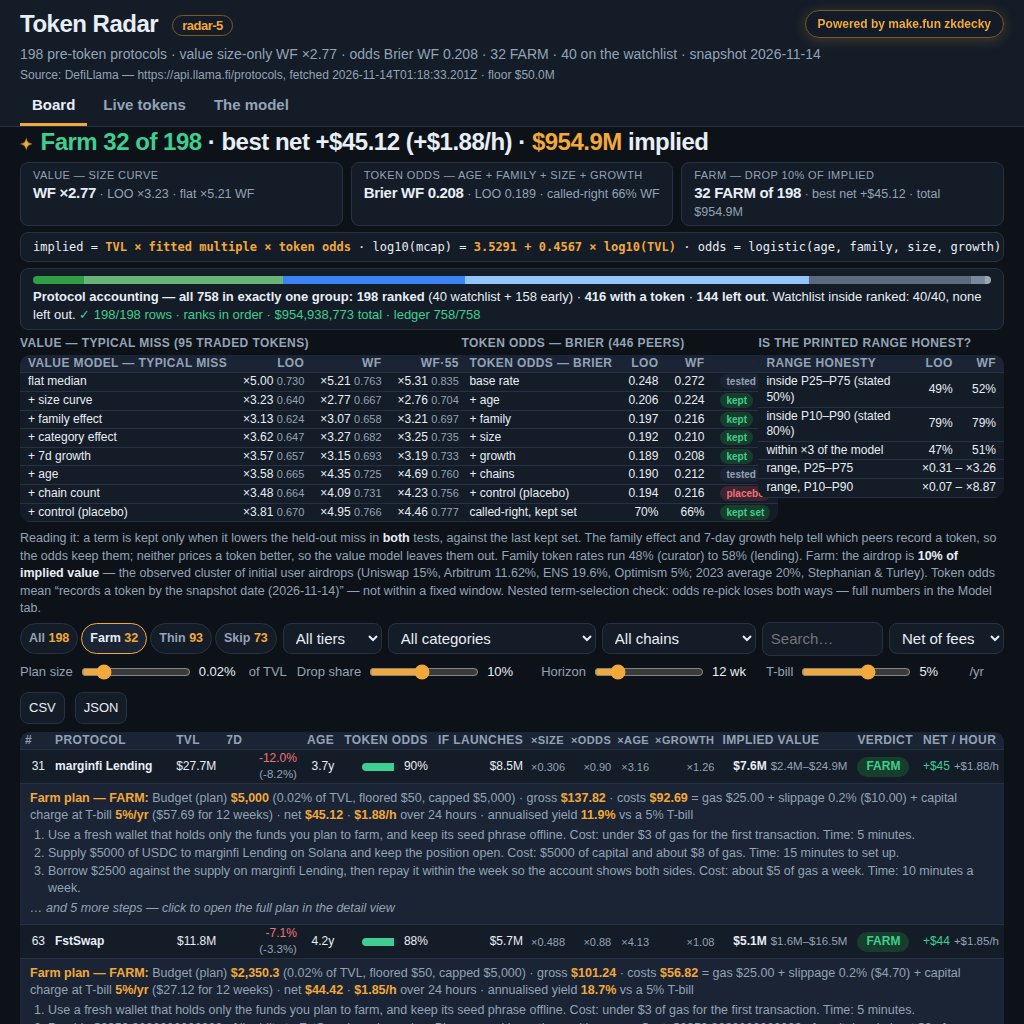 Token Radar radar-5 Powered by make.fun zkdecky
198 pre-token protocols · value size-only WF ×2.77 · odds Brier WF 0.208 · 32 FARM · 40 on the watchlist · snapshot 2026-11-14
Source: DefiLlama — https://api.llama.fi/protocols, fetched 2026-11-14T01:18:33.201Z · floor $50.0M
Board Live tokens The model
✦ Farm 32 of 198 · best net +$45.12 (+$1.88/h) · $954.9M implied
VALUE — SIZE CURVE
WF ×2.77 · LOO ×3.23 · flat ×5.21 WF
TOKEN ODDS — AGE + FAMILY + SIZE + GROWTH
Brier WF 0.208 · LOO 0.189 · called-right 66% WF
FARM — DROP 10% OF IMPLIED
32 FARM of 198 · best net +$45.12 · total
$954.9M
implied = TVL × fitted multiple × token odds · log10(mcap) = 3.5291 + 0.4567 × log10(TVL) · odds = logistic(age, family, size, growth)
Protocol accounting — all 758 in exactly one group: 198 ranked (40 watchlist + 158 early) · 416 with a token · 144 left out. Watchlist inside ranked: 40/40, none
left out. ✓ 198/198 rows · ranks in order · $954,938,773 total · ledger 758/758
VALUE — TYPICAL MISS (95 TRADED TOKENS)
VALUE MODEL — TYPICAL MISS LOO WF WF·55
flat median ×5.00 0.730 ×5.21 0.763 ×5.31 0.835
+ size curve ×3.23 0.640 ×2.77 0.667 ×2.76 0.704
+ family effect ×3.13 0.624 ×3.07 0.658 ×3.21 0.697
+ category effect ×3.62 0.647 ×3.27 0.682 ×3.25 0.735
+ 7d growth ×3.57 0.657 ×3.15 0.693 ×3.19 0.733
+ age ×3.58 0.665 ×4.35 0.725 ×4.69 0.760
+ chain count ×3.48 0.664 ×4.09 0.731 ×4.23 0.756
+ control (placebo) ×3.81 0.670 ×4.95 0.766 ×4.46 0.777
TOKEN ODDS — BRIER (446 PEERS)
TOKEN ODDS — BRIER LOO WF
base rate 0.248 0.272 tested
+ age 0.206 0.224 kept
+ family 0.197 0.216 kept
+ size 0.192 0.210 kept
+ growth 0.189 0.208 kept
+ chains 0.190 0.212 tested
+ control (placebo) 0.194 0.216 placebo
called-right, kept set 70% 66% kept set
IS THE PRINTED RANGE HONEST?
RANGE HONESTY LOO WF
inside P25–P75 (stated
50%) 49% 52%
inside P10–P90 (stated
80%) 79% 79%
within ×3 of the model 47% 51%
range, P25–P75 ×0.31 – ×3.26
range, P10–P90 ×0.07 – ×8.87
Reading it: a term is kept only when it lowers the held-out miss in both tests, against the last kept set. The family effect and 7-day growth help tell which peers record a token, so
the odds keep them; neither prices a token better, so the value model leaves them out. Family token rates run 48% (curator) to 58% (lending). Farm: the airdrop is 10% of
implied value — the observed cluster of initial user airdrops (Uniswap 15%, Arbitrum 11.62%, ENS 19.6%, Optimism 5%; 2023 average 20%, Stephanian & Turley). Token odds
mean “records a token by the snapshot date (2026-11-14)” — not within a fixed window. Nested term-selection check: odds re-pick loses both ways — full numbers in the Model
tab.
All 198 Farm 32 Thin 93 Skip 73 All tiers All categories All chains Search... Net of fees
Plan size 0.02% of TVL Drop share 10% Horizon 12 wk T-bill 5% /yr
CSV JSON
# PROTOCOL TVL 7D AGE TOKEN ODDS IF LAUNCHES ×SIZE ×ODDS ×AGE ×GROWTH IMPLIED VALUE VERDICT NET / HOUR
31 marginfi Lending $27.7M -12.0% (-8.2%) 3.7y 90% $8.5M ×0.306 ×0.90 ×3.16 ×1.26 $7.6M $2.4M–$24.9M FARM +$45 +$1.88/h
Farm plan — FARM: Budget (plan) $5,000 (0.02% of TVL, floored $50, capped $5,000) · gross $137.82 · costs $92.69 = gas $25.00 + slippage 0.2% ($10.00) + capital
charge at T-bill 5%/yr ($57.69 for 12 weeks) · net $45.12 · $1.88/h over 24 hours · annualised yield 11.9% vs a 5% T-bill
1. Use a fresh wallet that holds only the funds you plan to farm, and keep its seed phrase offline. Cost: under $3 of gas for the first transaction. Time: 5 minutes.
2. Supply $5000 of USDC to marginfi Lending on Solana and keep the position open. Cost: $5000 of capital and about $8 of gas. Time: 15 minutes to set up.
3. Borrow $2500 against the supply on marginfi Lending, then repay it within the week so the account shows both sides. Cost: about $5 of gas a week. Time: 10 minutes a
week.
… and 5 more steps — click to open the full plan in the detail view
63 FstSwap $11.8M -7.1% (-3.3%) 4.2y 88% $5.7M ×0.488 ×0.88 ×4.13 ×1.08 $5.1M $1.6M–$16.5M FARM +$44 +$1.85/h
Farm plan — FARM: Budget (plan) $2,350.3 (0.02% of TVL, floored $50, capped $5,000) · gross $101.24 · costs $56.82 = gas $25.00 + slippage 0.2% ($4.70) + capital
charge at T-bill 5%/yr ($27.12 for 12 weeks) · net $44.42 · $1.85/h over 24 hours · annualised yield 18.7% vs a 5% T-bill
1. Use a fresh wallet that holds only the funds you plan to farm, and keep its seed phrase offline. Cost: under $3 of gas for the first transaction. Time: 5 minutes.